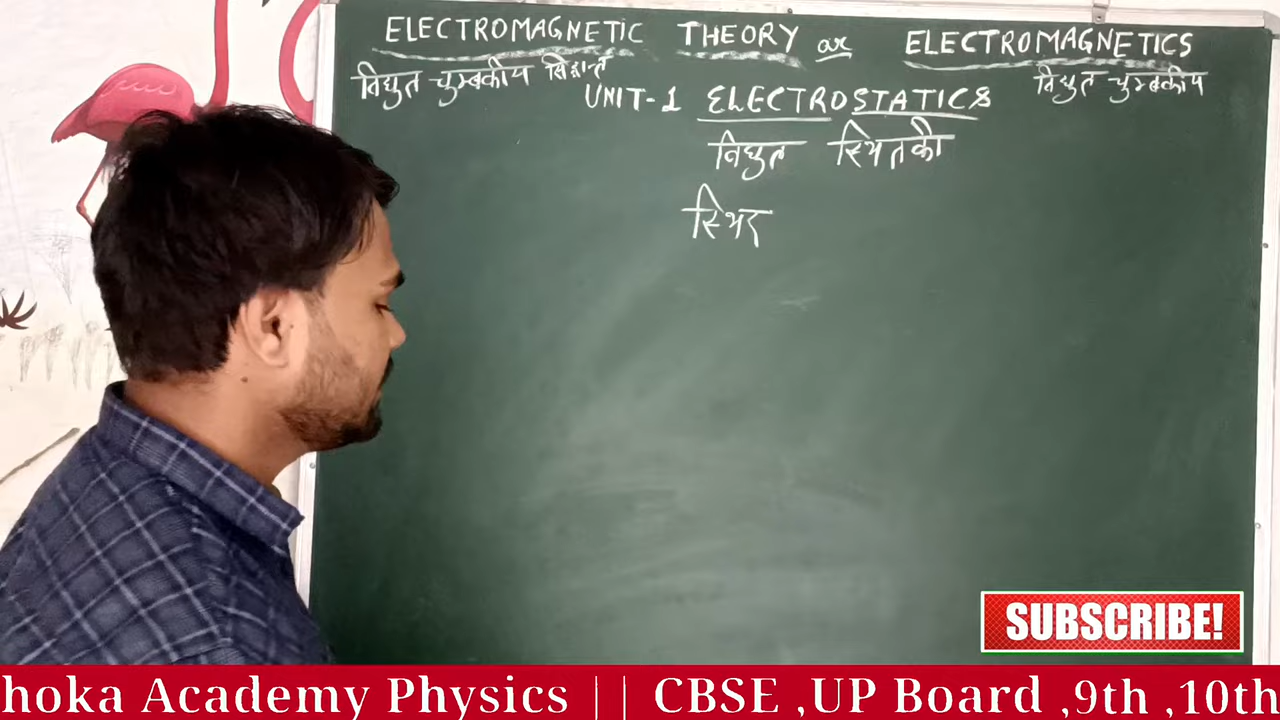 ELECTROMAGNETIC THEORY or ELECTROMAGNETICS
विद्युत चुम्बकीय सिद्धान्त
विद्युत चुम्बकीय
UNIT-1 ELECTROSTATICS
विद्युत स्थितकी
स्थिर
SUBSCRIBE!
hoka Academy Physics || CBSE ,UP Board ,9th ,10th